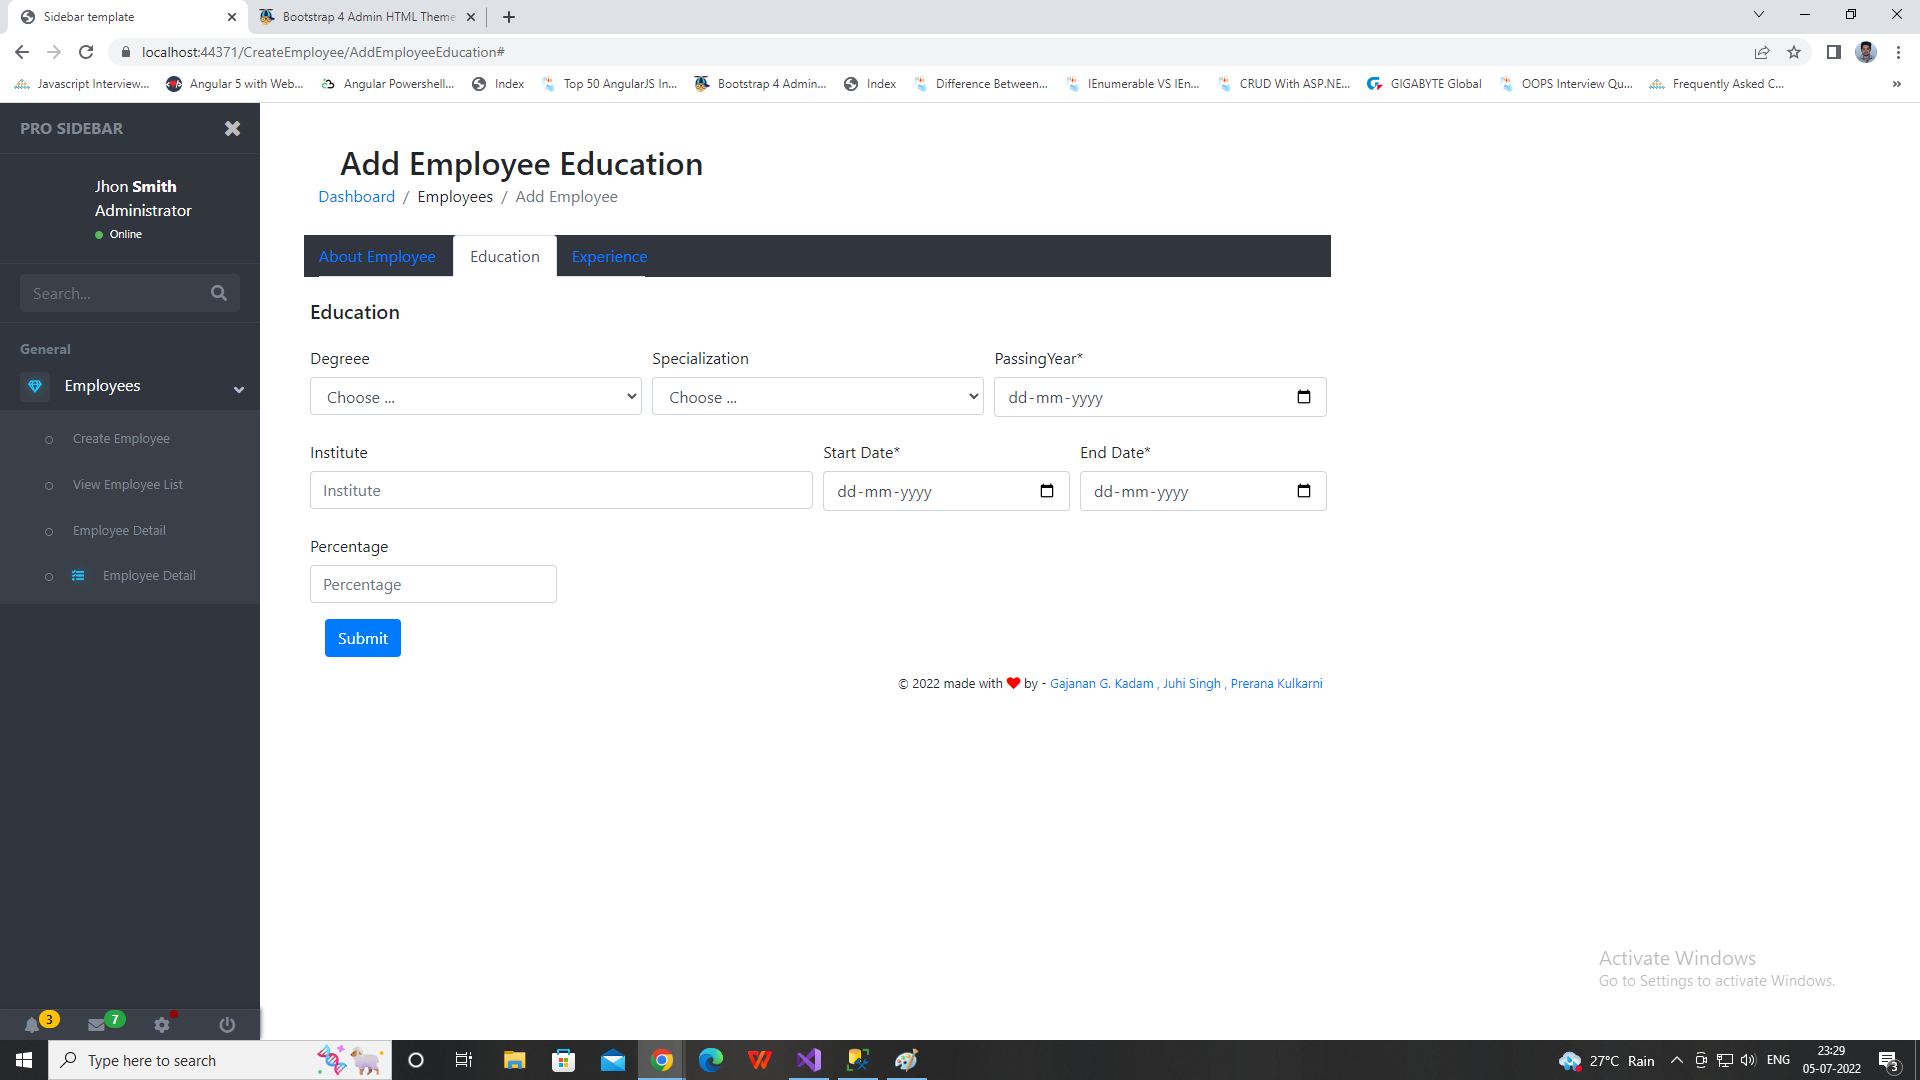 Sidebar template
Bootstrap 4 Admin HTML Theme
localhost:44371/CreateEmployee/AddEmployeeEducation#
Javascript Interview...
Angular 5 with Web...
Angular Powershell...
Index
Top 50 AngularJS In...
Bootstrap 4 Admin...
Index
Difference Between...
IEnumerable VS IEn...
CRUD With ASP.NE...
GIGABYTE Global
OOPS Interview Qu...
Frequently Asked C...
»
PRO SIDEBAR
Jhon Smith
Administrator
Online
Search...
General
Employees
Create Employee
View Employee List
Employee Detail
Employee Detail
3
7
Add Employee Education
Dashboard / Employees / Add Employee
About Employee
Education
Experience
Education
Degreee
Specialization
PassingYear*
Choose ...
Choose ...
dd-mm-yyyy
Institute
Start Date*
End Date*
Institute
dd-mm-yyyy
dd-mm-yyyy
Percentage
Percentage
Submit
© 2022 made with ❤ by - Gajanan G. Kadam , Juhi Singh , Prerana Kulkarni
Activate Windows
Go to Settings to activate Windows.
Type here to search
27°C Rain
ENG
23:29
05-07-2022
3